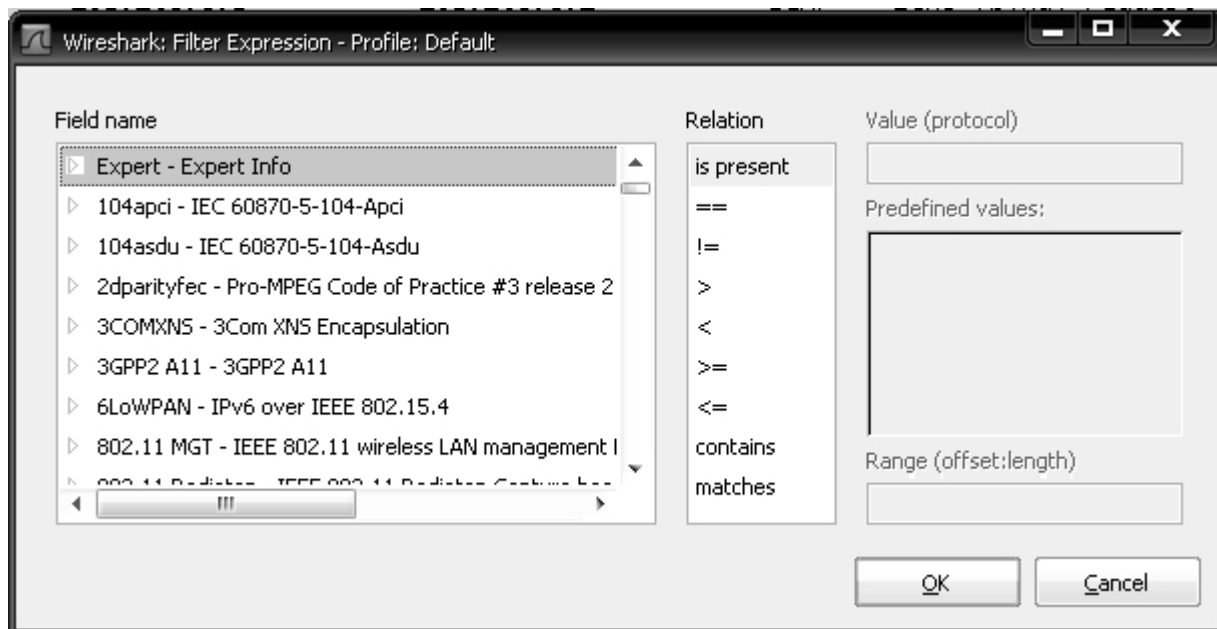 Wireshark: Filter Expression - Profile: Default
Field name
Expert - Expert Info
104apci - IEC 60870-5-104-Apci
104asdu - IEC 60870-5-104-Asdu
2dparityfec - Pro-MPEG Code of Practice #3 release 2
3COMXNS - 3Com XNS Encapsulation
3GPP2 A11 - 3GPP2 A11
6LoWPAN - IPv6 over IEEE 802.15.4
802.11 MGT - IEEE 802.11 wireless LAN management
Relation
is present
==
!=
>
<
>=
<=
contains
matches
Value (protocol)
Predefined values:
Range (offset:length)
OK
Cancel